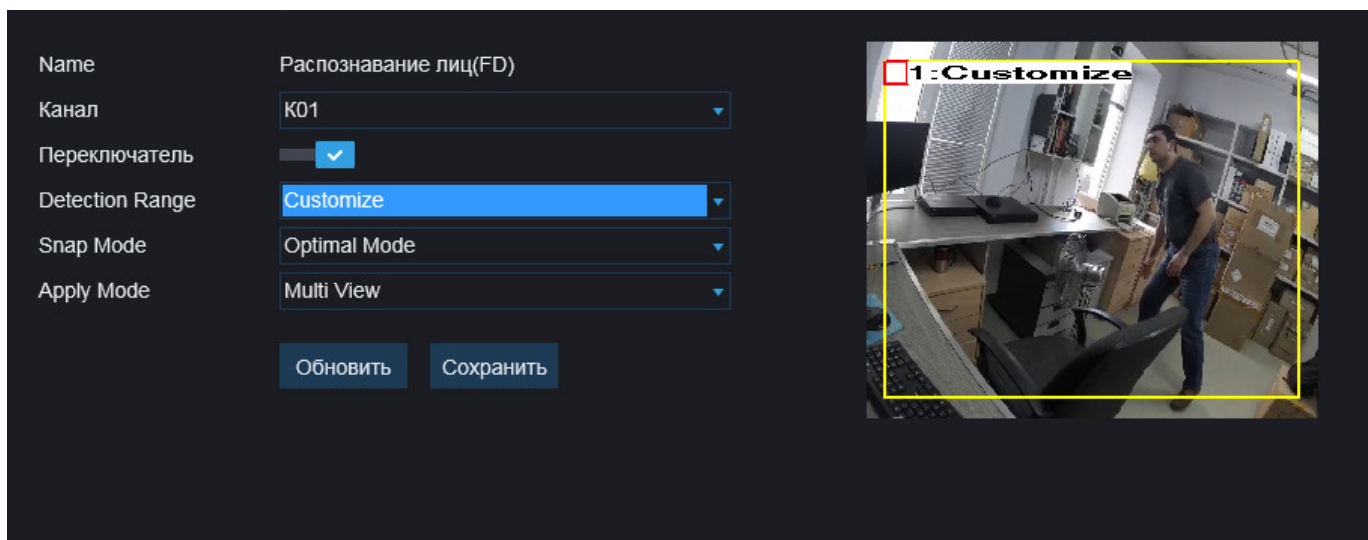 Name Распознавание лиц(FD)
Канал K01
Переключатель
Detection Range Customize
Snap Mode Optimal Mode
Apply Mode Multi View
Обновить Сохранить
1:Customize